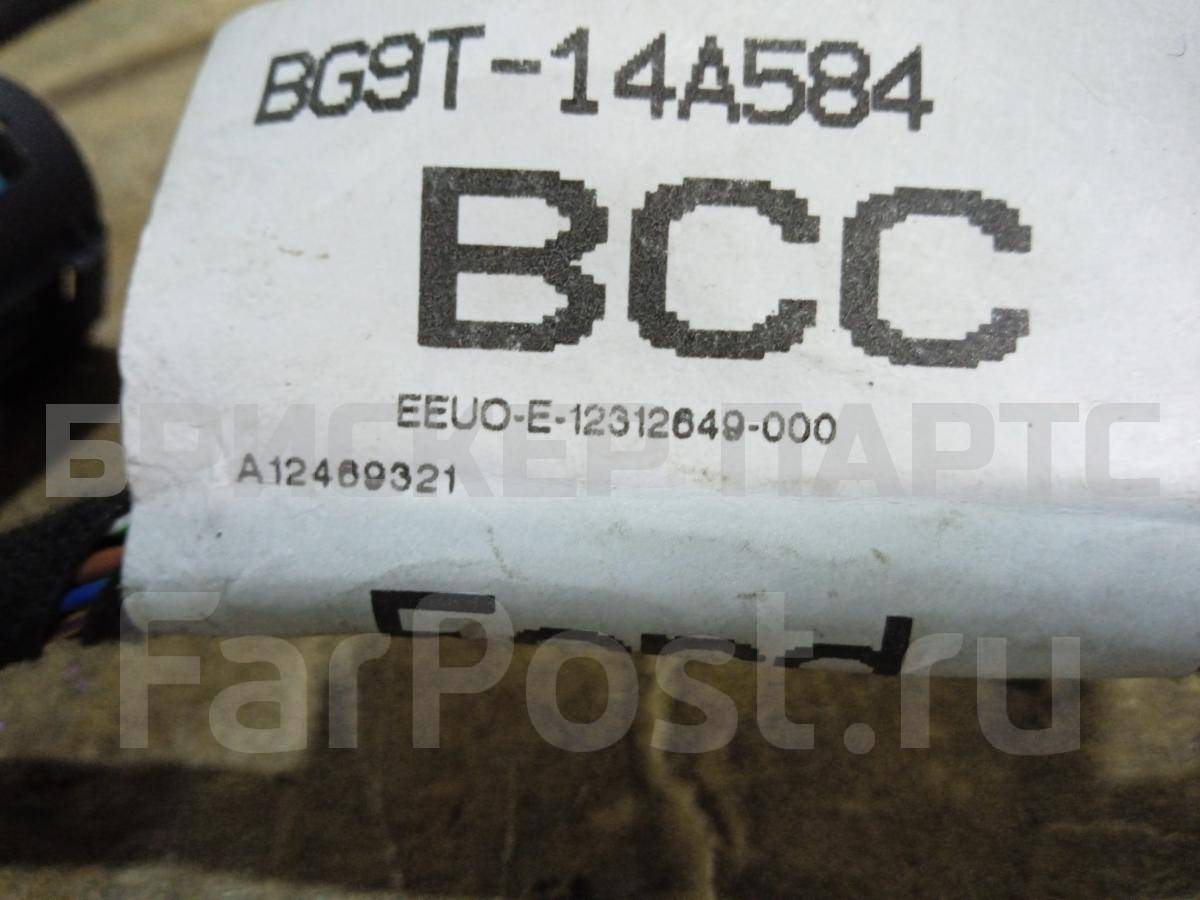 BG9T-14A584
BCC
EEUO-E-12312649-000
A12469321
БРИСКЕР ПАРТС
Ford
FarPost.ru